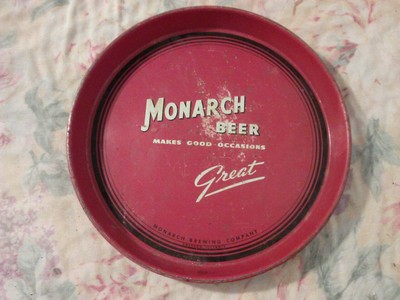 MONARCH
BEER
MAKES GOOD OCCASIONS
Great
MONARCH BREWING COMPANY